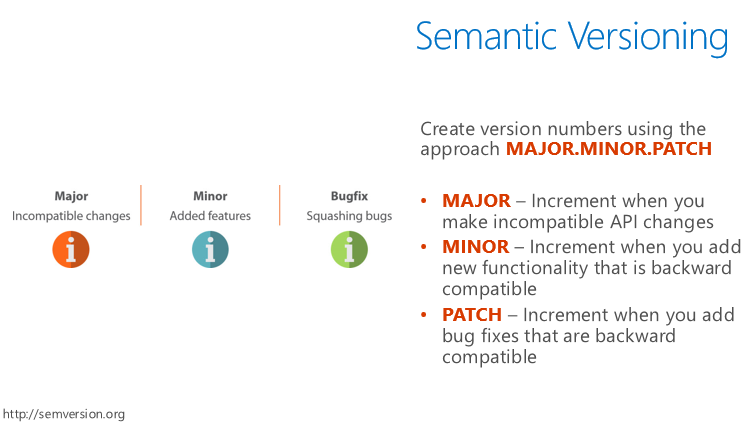 Semantic Versioning
Major
Incompatible changes
Minor
Added features
Bugfix
Squashing bugs
Create version numbers using the
approach MAJOR.MINOR.PATCH
• MAJOR – Increment when you
make incompatible API changes
• MINOR – Increment when you add
new functionality that is backward
compatible
• PATCH – Increment when you add
bug fixes that are backward
compatible
http://semversion.org